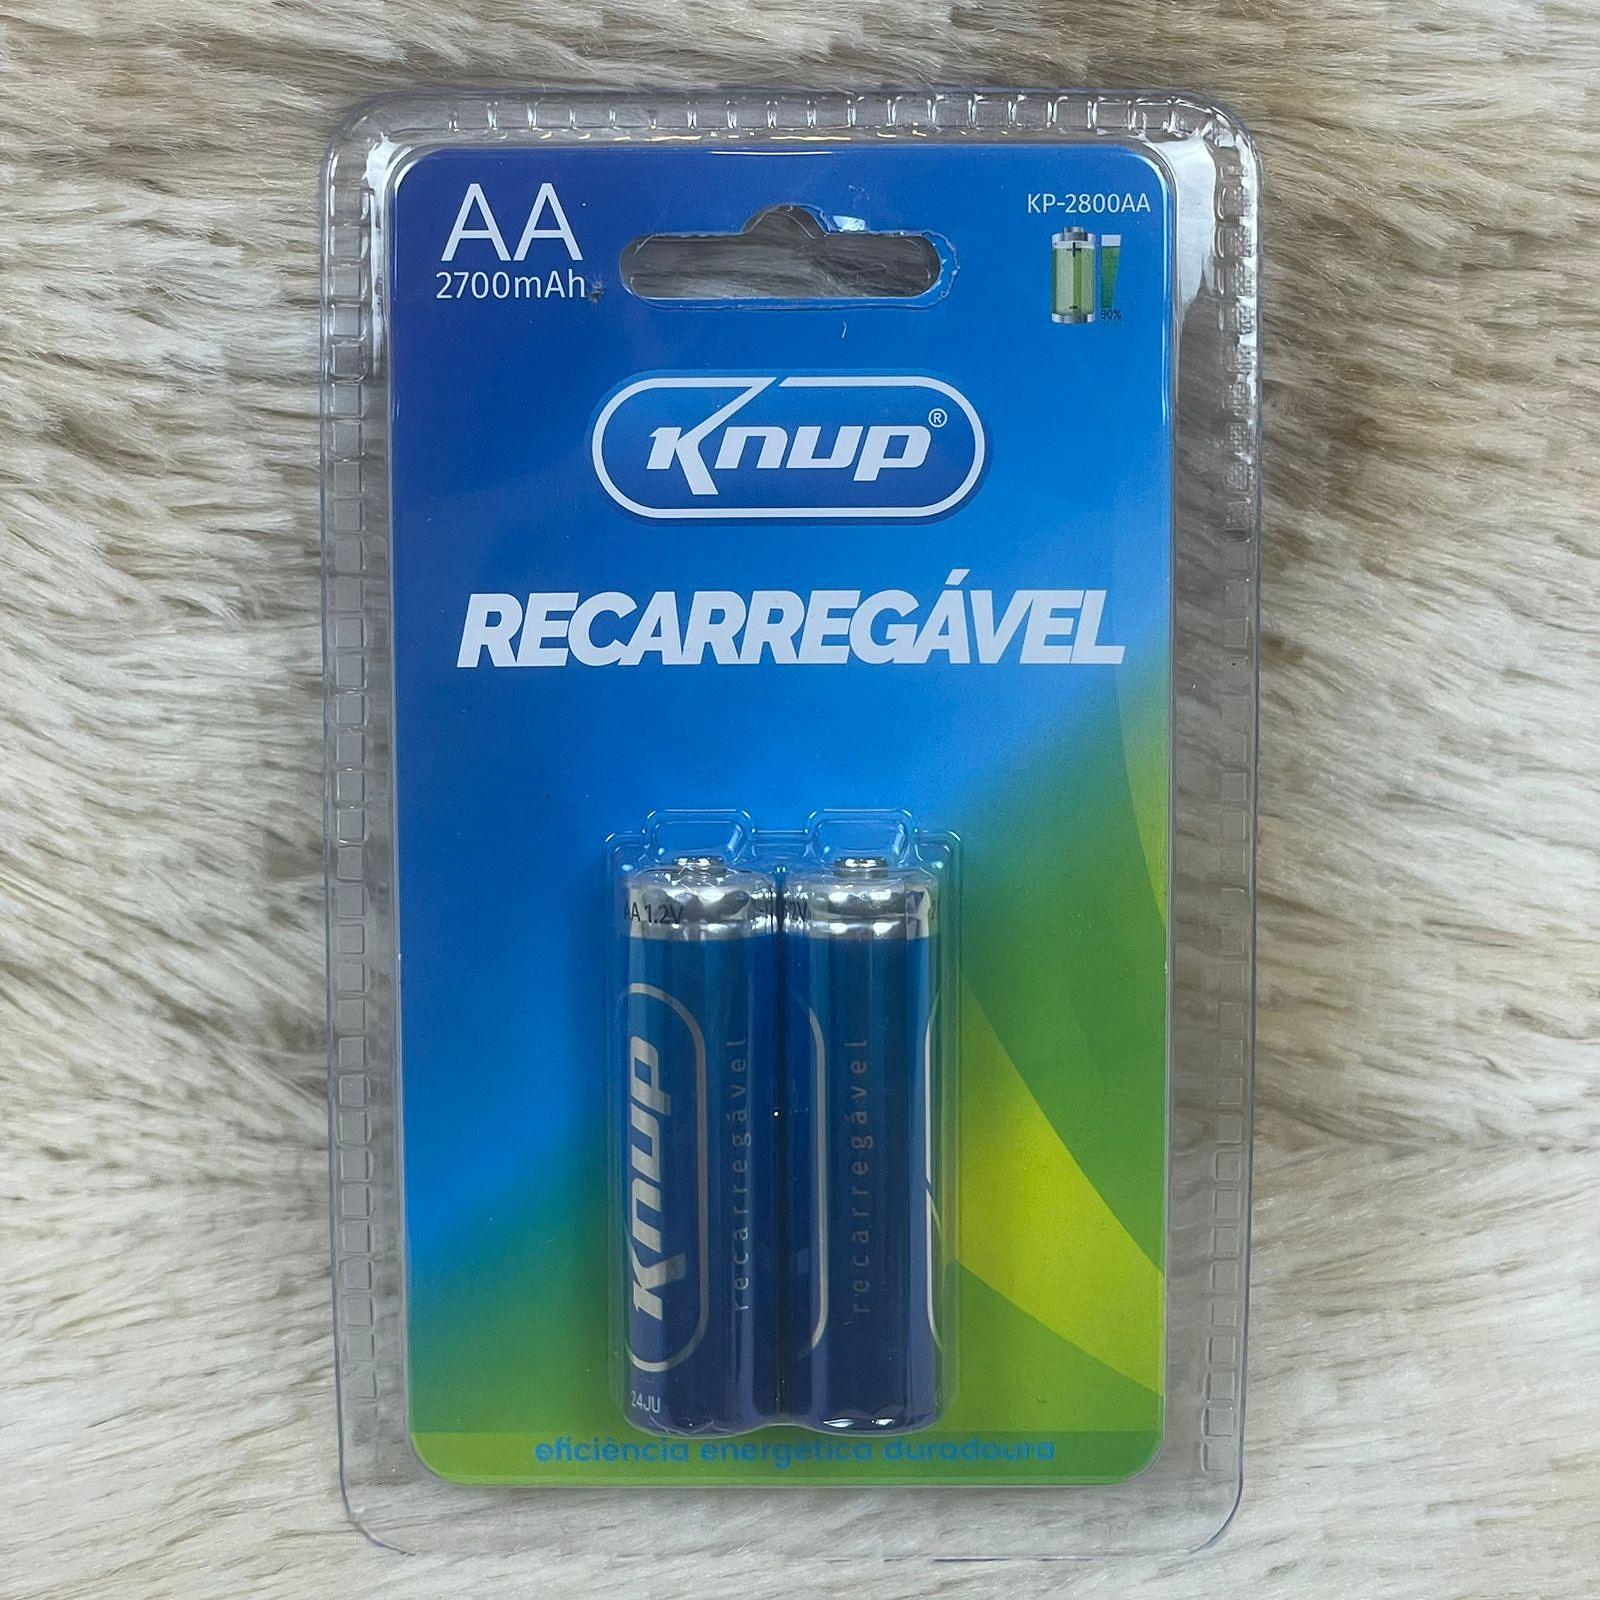 AA
2700mAh
KP-2800AA
90%
Knup®
RECARREGÁVEL
AA 1.2V
Knup
recarregável
24JU
recarregável
eficiência energética duradoura